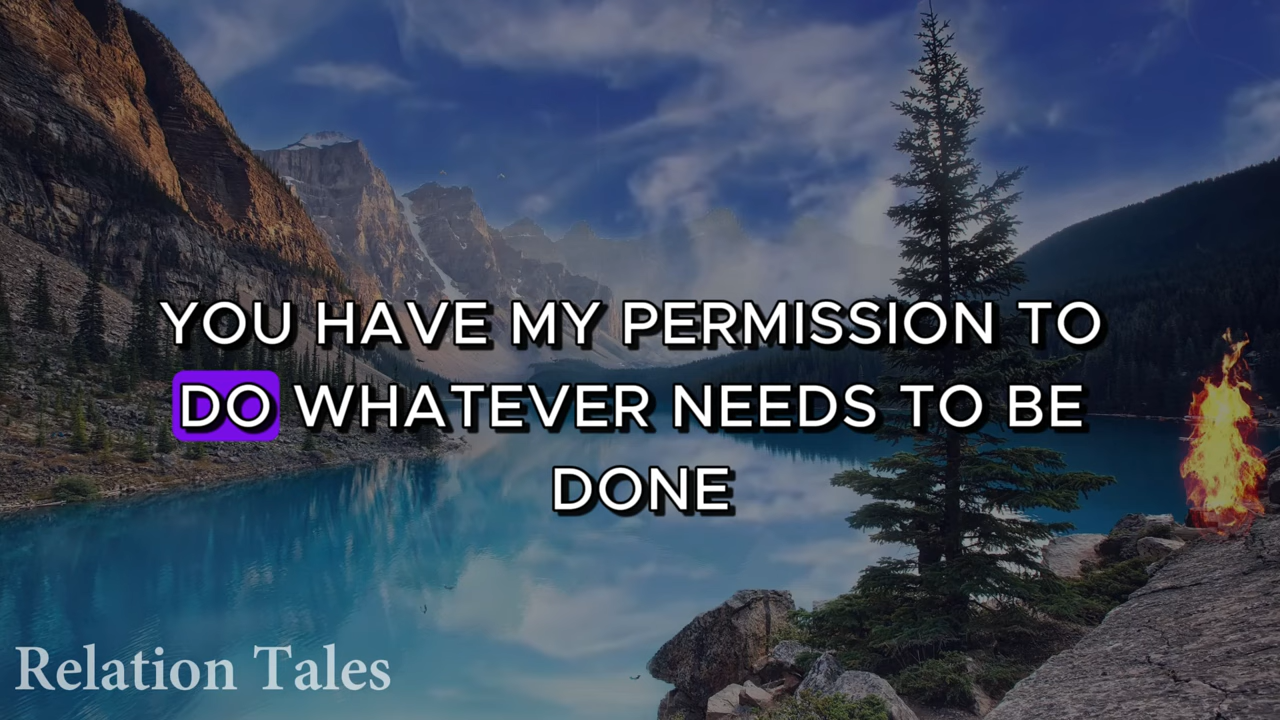 YOU HAVE MY PERMISSION TO
DO WHATEVER NEEDS TO BE
DONE
Relation Tales